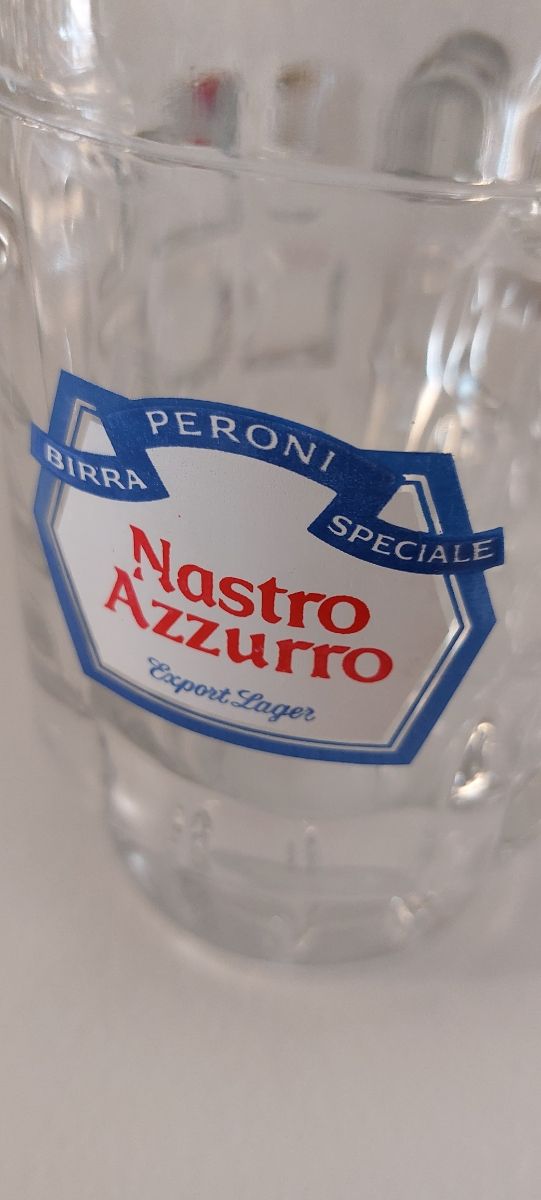 BIRRA PERONI SPECIALE
Nastro
Azzurro
Export Lager